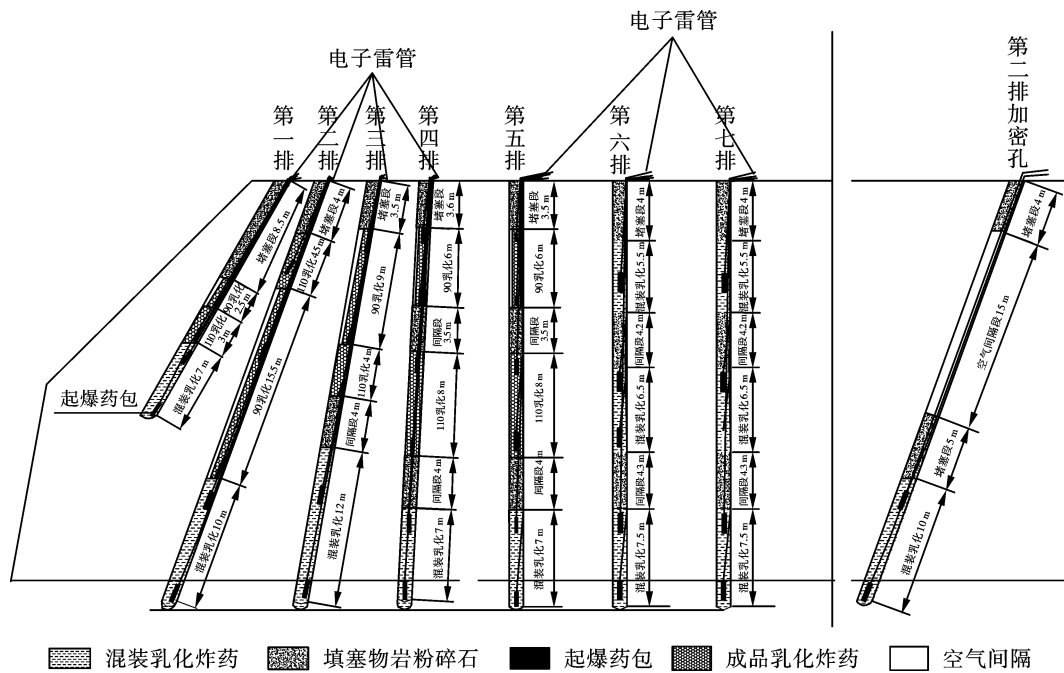 电子雷管
电子雷管
第一排
第二排
第三排
第四排
第五排
第六排
第七排
第二排加密孔
堵塞段8.5 m
90乳化
2.5 m
110乳化
3 m
混装乳化7 m
堵塞段4 m
110乳化4.5 m
90乳化15.5 m
混装乳化10 m
堵塞段
3.5 m
90乳化9 m
110乳化4 m
间隔段4 m
混装乳化12 m
堵塞段
3.6 m
90乳化6 m
间隔段
3.5 m
110乳化8 m
间隔段4 m
混装乳化7 m
堵塞段
3.5 m
90乳化6 m
间隔段
3.5 m
110乳化8 m
间隔段4 m
混装乳化7 m
堵塞段4 m
混装乳化5.5 m
间隔段4.2 m
混装乳化6.5 m
间隔段4.3 m
混装乳化7.5 m
堵塞段4 m
混装乳化5.5 m
间隔段4.2 m
混装乳化6.5 m
间隔段4.3 m
混装乳化7.5 m
堵塞段4 m
空气间隔段15 m
堵塞段5 m
混装乳化10 m
起爆药包
混装乳化炸药
填塞物岩粉碎石
起爆药包
成品乳化炸药
空气间隔